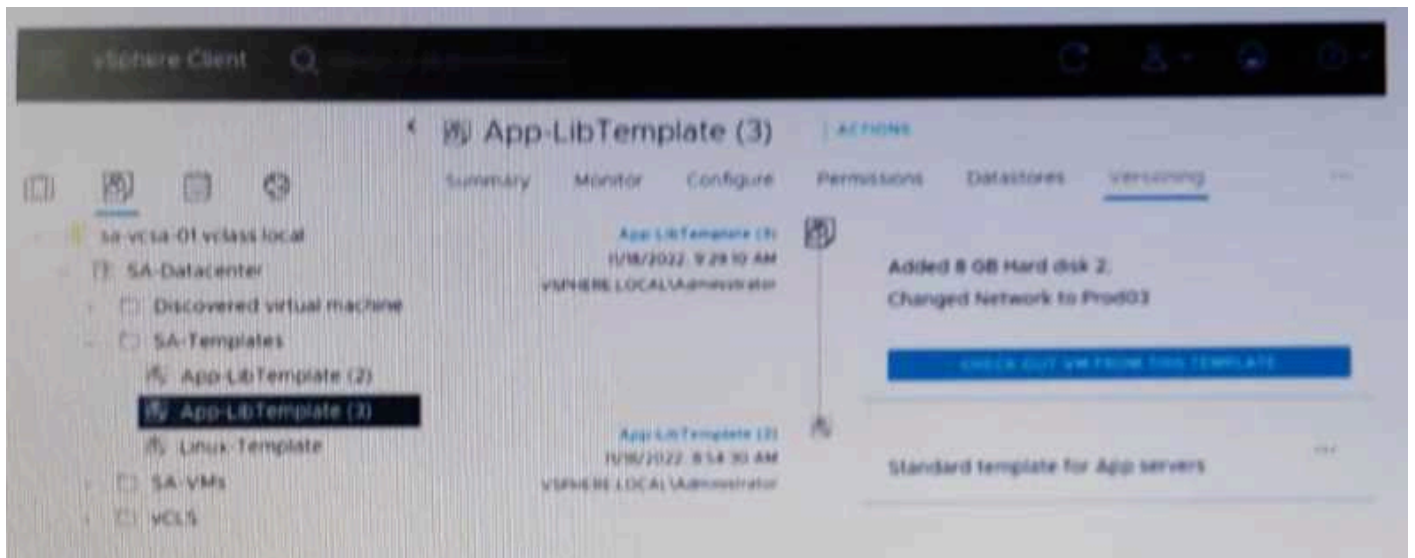 vSphere Client
App-LibTemplate (3)
ACTIONS
Summary Monitor Configure Permissions Datastores Versioning
sa-vcsa-01.vclass.local
SA-Datacenter
Discovered virtual machine
SA-Templates
App-LibTemplate (2)
App-LibTemplate (3)
Linux-Template
SA-VMs
vCLS
App-LibTemplate (3)
11/18/2022, 9:29:10 AM
VSPHERE.LOCAL\Administrator
Added 8 GB Hard disk 2.
Changed Network to Prod03
CHECK OUT VM FROM THIS TEMPLATE
App-LibTemplate (2)
11/18/2022, 8:54:30 AM
VSPHERE.LOCAL\Administrator
Standard template for App servers